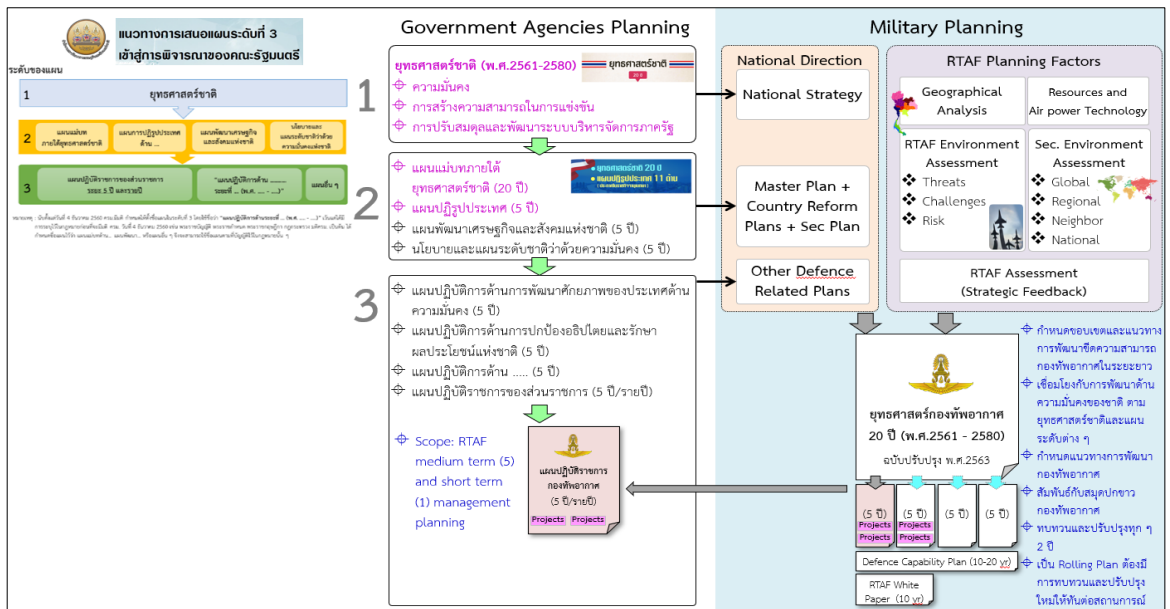 แนวทางการเสนอแผนระดับที่ 3
เข้าสู่การพิจารณาของคณะรัฐมนตรี
ระดับของแผน
1 ยุทธศาสตร์ชาติ
2 แผนแม่บท
ภายใต้ยุทธศาสตร์ชาติ
แผนการปฏิรูปประเทศ
ด้าน ...
แผนพัฒนาเศรษฐกิจ
และสังคมแห่งชาติ
นโยบายและ
แผนระดับชาติว่าด้วย
ความมั่นคงแห่งชาติ
3 แผนปฏิบัติราชการของส่วนราชการ
ระยะ 5 ปี และรายปี
"แผนปฏิบัติการด้าน .........
ระยะที่ ... (พ.ศ. .... - ....)"
แผนอื่น ๆ
Government Agencies Planning
1
ยุทธศาสตร์ชาติ (พ.ศ.2561-2580)
ยุทธศาสตร์ชาติ
20 ปี
ความมั่นคง
การสร้างความสามารถในการแข่งขัน
การปรับสมดุลและพัฒนาระบบบริหารจัดการภาครัฐ
2
แผนแม่บทภายใต้
ยุทธศาสตร์ชาติ (20 ปี)
ยุทธศาสตร์ชาติ 20 ปี
แผนปฏิรูปประเทศ 11 ด้าน
แผนปฏิรูปประเทศ (5 ปี)
แผนพัฒนาเศรษฐกิจและสังคมแห่งชาติ (5 ปี)
นโยบายและแผนระดับชาติว่าด้วยความมั่นคง (5 ปี)
3
แผนปฏิบัติการด้านการพัฒนาศักยภาพของประเทศด้าน
ความมั่นคง (5 ปี)
แผนปฏิบัติการด้านการปกป้องอธิปไตยและรักษา
ผลประโยชน์แห่งชาติ (5 ปี)
แผนปฏิบัติการด้าน ..... (5 ปี)
แผนปฏิบัติราชการของส่วนราชการ (5 ปี/รายปี)
Scope: RTAF
medium term (5)
and short term
(1) management
planning
แผนปฏิบัติราชการ
กองทัพอากาศ
(5 ปี/รายปี)
Projects Projects
Military Planning
National Direction
National Strategy
Master Plan +
Country Reform
Plans + Sec Plan
Other Defence
Related Plans
RTAF Planning Factors
Geographical
Analysis
Resources and
Air power Technology
RTAF Environment
Assessment
Threats
Challenges
Risk
Sec. Environment
Assessment
Global
Regional
Neighbor
National
RTAF Assessment
(Strategic Feedback)
ยุทธศาสตร์กองทัพอากาศ
20 ปี (พ.ศ.2561 - 2580)
ฉบับปรับปรุง พ.ศ.2563
(5 ปี) (5 ปี) (5 ปี) (5 ปี)
Projects Projects
Projects Projects
Defence Capability Plan (10-20 yr)
RTAF White
Paper (10 yr)
กำหนดขอบเขตและแนวทาง
การพัฒนาขีดความสามารถ
กองทัพอากาศในระยะยาว
เชื่อมโยงกับการพัฒนาด้าน
ความมั่นคงของชาติ ตาม
ยุทธศาสตร์ชาติและแผน
ระดับต่าง ๆ
กำหนดแนวทางการพัฒนา
กองทัพอากาศ
สัมพันธ์กับสมุดปกขาว
กองทัพอากาศ
ทบทวนและปรับปรุงทุก ๆ
2 ปี
เป็น Rolling Plan ต้องมี
การทบทวนและปรับปรุง
ใหม่ให้ทันต่อสถานการณ์